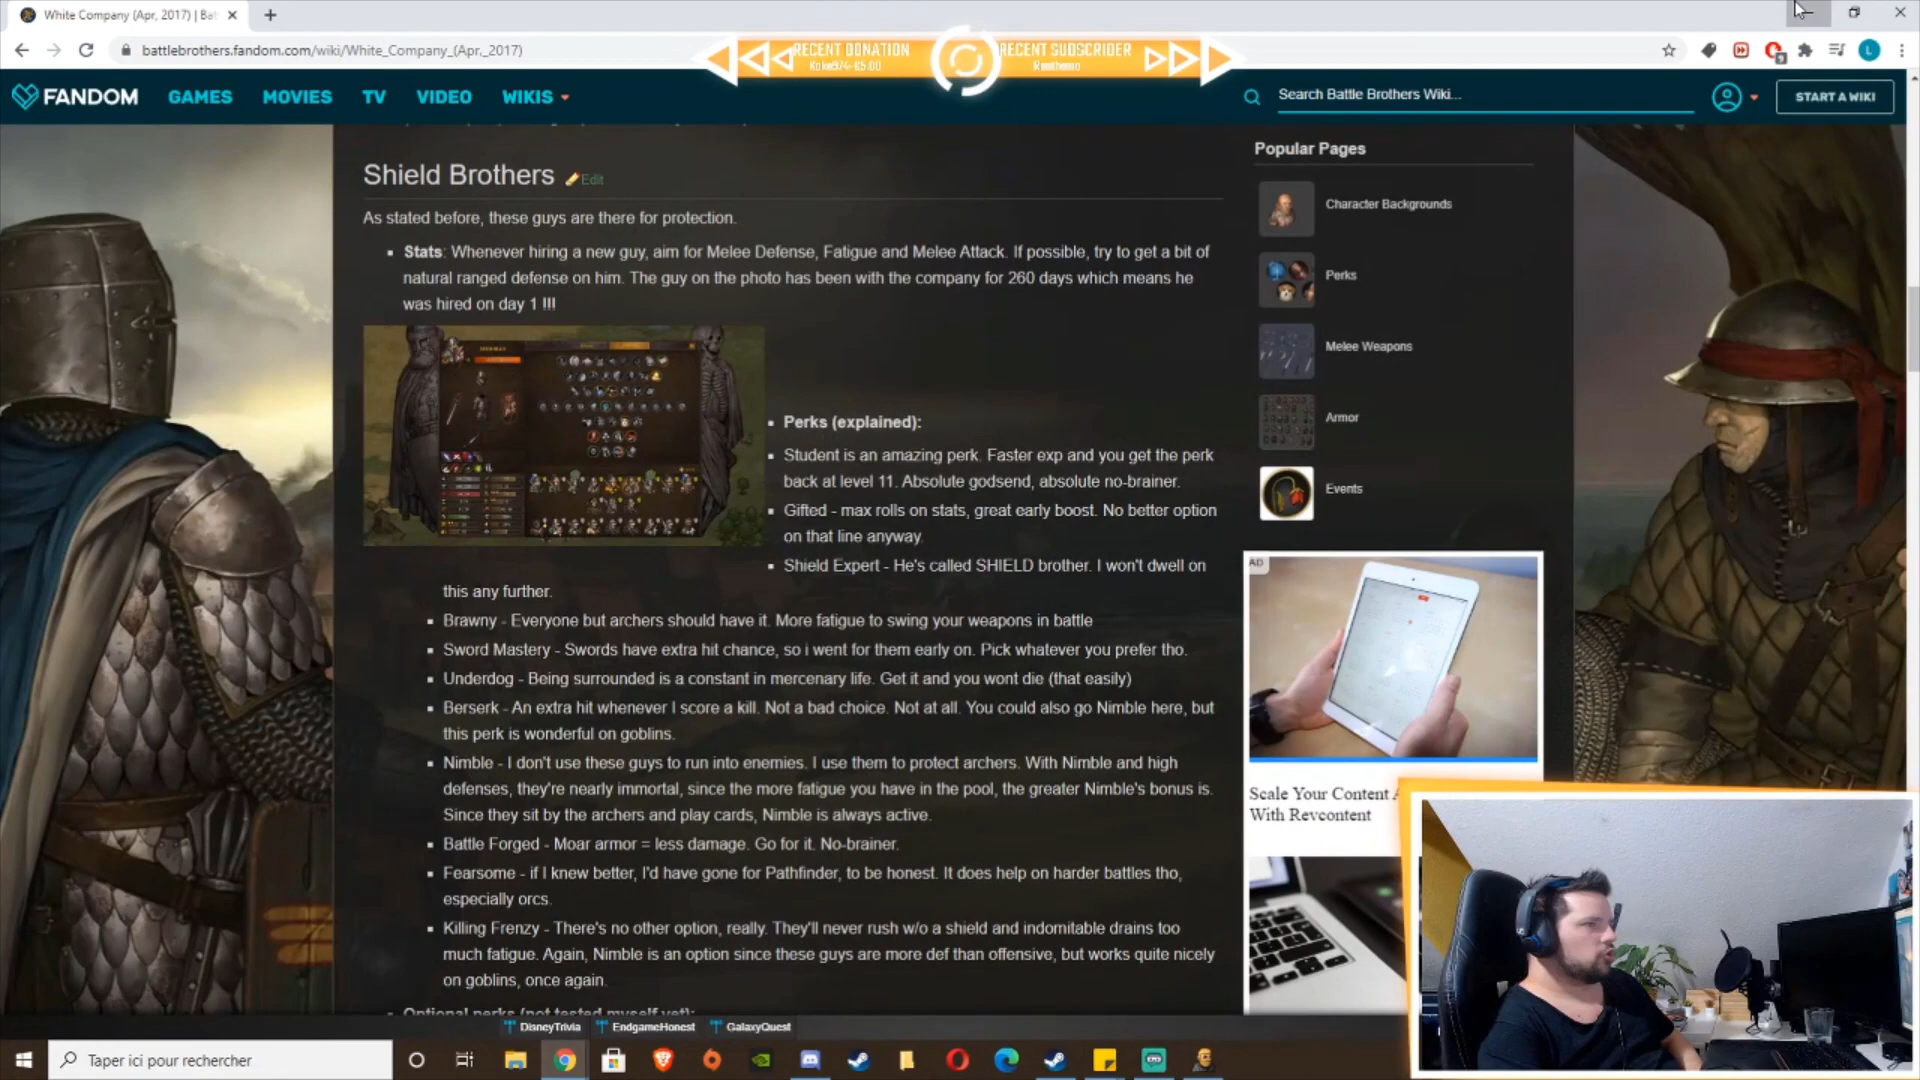 White Company (Apr, 2017) | Bat
battlebrothers.fandom.com/wiki/White_Company_(Apr,_2017)
RECENT DONATION
RECENT SUBSCRIBER
FANDOM GAMES MOVIES TV VIDEO WIKIS
Search Battle Brothers Wiki...
START A WIKI
Shield Brothers Edit
As stated before, these guys are there for protection.
Stats: Whenever hiring a new guy, aim for Melee Defense, Fatigue and Melee Attack. If possible, try to get a bit of
natural ranged defense on him. The guy on the photo has been with the company for 260 days which means he
was hired on day 1 !!!
Perks (explained):
Student is an amazing perk. Faster exp and you get the perk
back at level 11. Absolute godsend, absolute no-brainer.
Gifted - max rolls on stats, great early boost. No better option
on that line anyway.
Shield Expert - He's called SHIELD brother. I won't dwell on
this any further.
Brawny - Everyone but archers should have it. More fatigue to swing your weapons in battle
Sword Mastery - Swords have extra hit chance, so i went for them early on. Pick whatever you prefer tho.
Underdog - Being surrounded is a constant in mercenary life. Get it and you wont die (that easily)
Berserk - An extra hit whenever I score a kill. Not a bad choice. Not at all. You could also go Nimble here, but
this perk is wonderful on goblins.
Nimble - I don't use these guys to run into enemies. I use them to protect archers. With Nimble and high
defenses, they're nearly immortal, since the more fatigue you have in the pool, the greater Nimble's bonus is.
Since they sit by the archers and play cards, Nimble is always active.
Battle Forged - Moar armor = less damage. Go for it. No-brainer.
Fearsome - if I knew better, I'd have gone for Pathfinder, to be honest. It does help on harder battles tho,
especially orcs.
Killing Frenzy - There's no other option, really. They'll never rush w/o a shield and indomitable drains too
much fatigue. Again, Nimble is an option since these guys are more def than offensive, but works quite nicely
on goblins, once again.
Optional perks (not tested myself yet):
Popular Pages
Character Backgrounds
Perks
Melee Weapons
Armor
Events
AD
Scale Your Content A
With Revcontent
DisneyTrivia EndgameHonest GalaxyQuest
Taper ici pour rechercher